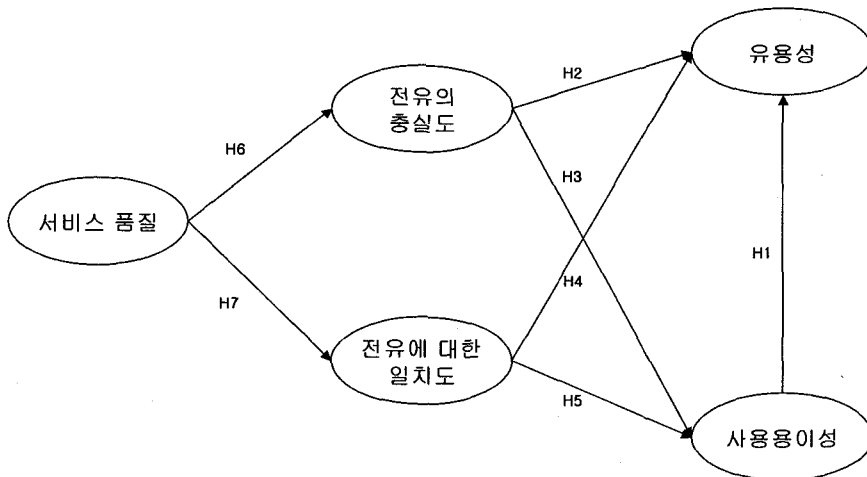 유용성
전유의
충실도
H2
H6
H3
서비스 품질
H1
H4
H7
전유에 대한
일치도
H5
사용용이성